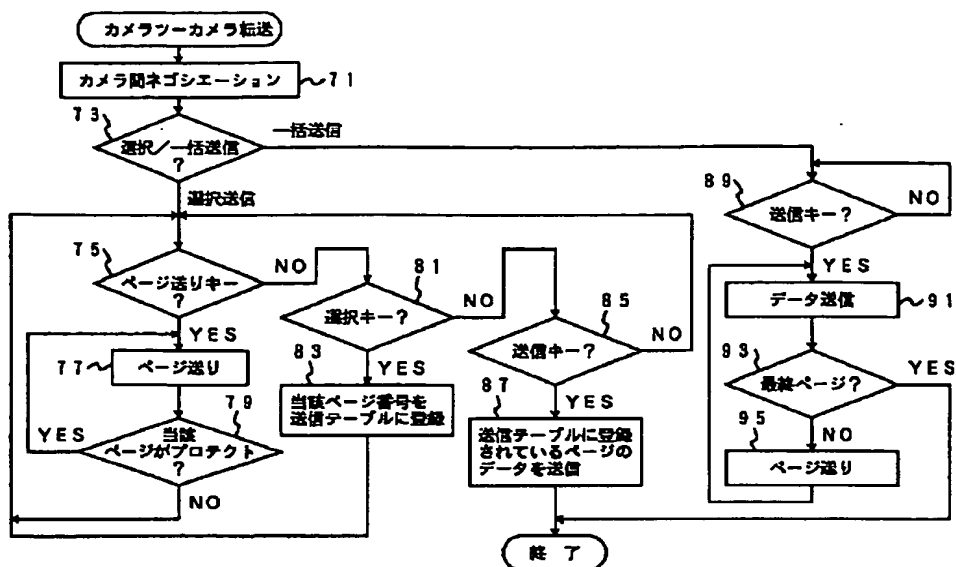 カメラツーカメラ転送
カメラ間ネゴシエーション
71
73
選択/一括送信
?
一括送信
選択送信
75
ページ送りキー
?
NO
YES
77
ページ送り
79
当該
ページがプロテクト
?
YES
NO
81
選択キー?
NO
YES
83
当該ページ番号を
送信テーブルに登録
85
送信キー?
NO
YES
87
送信テーブルに登録
されているページの
データを送信
89
送信キー?
NO
YES
データ送信
91
93
最終ページ?
YES
NO
95
ページ送り
終了